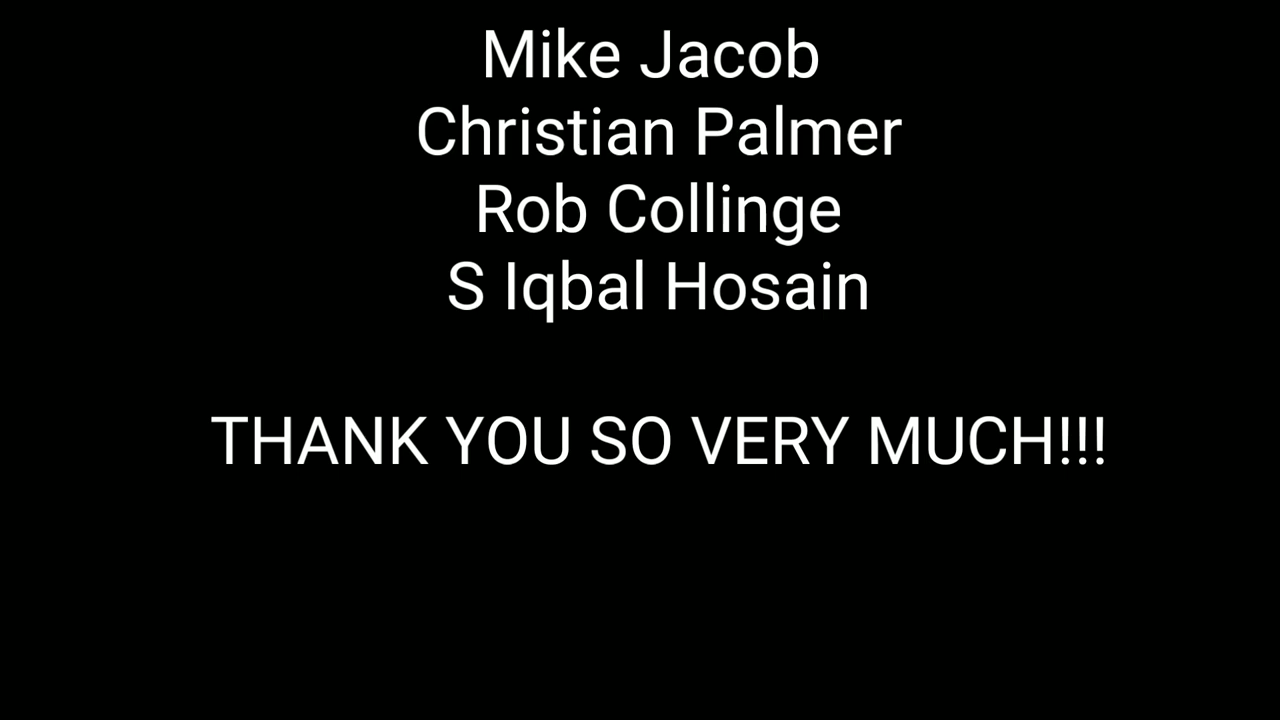 Mike Jacob
Christian Palmer
Rob Collinge
S Iqbal Hosain
THANK YOU SO VERY MUCH!!!